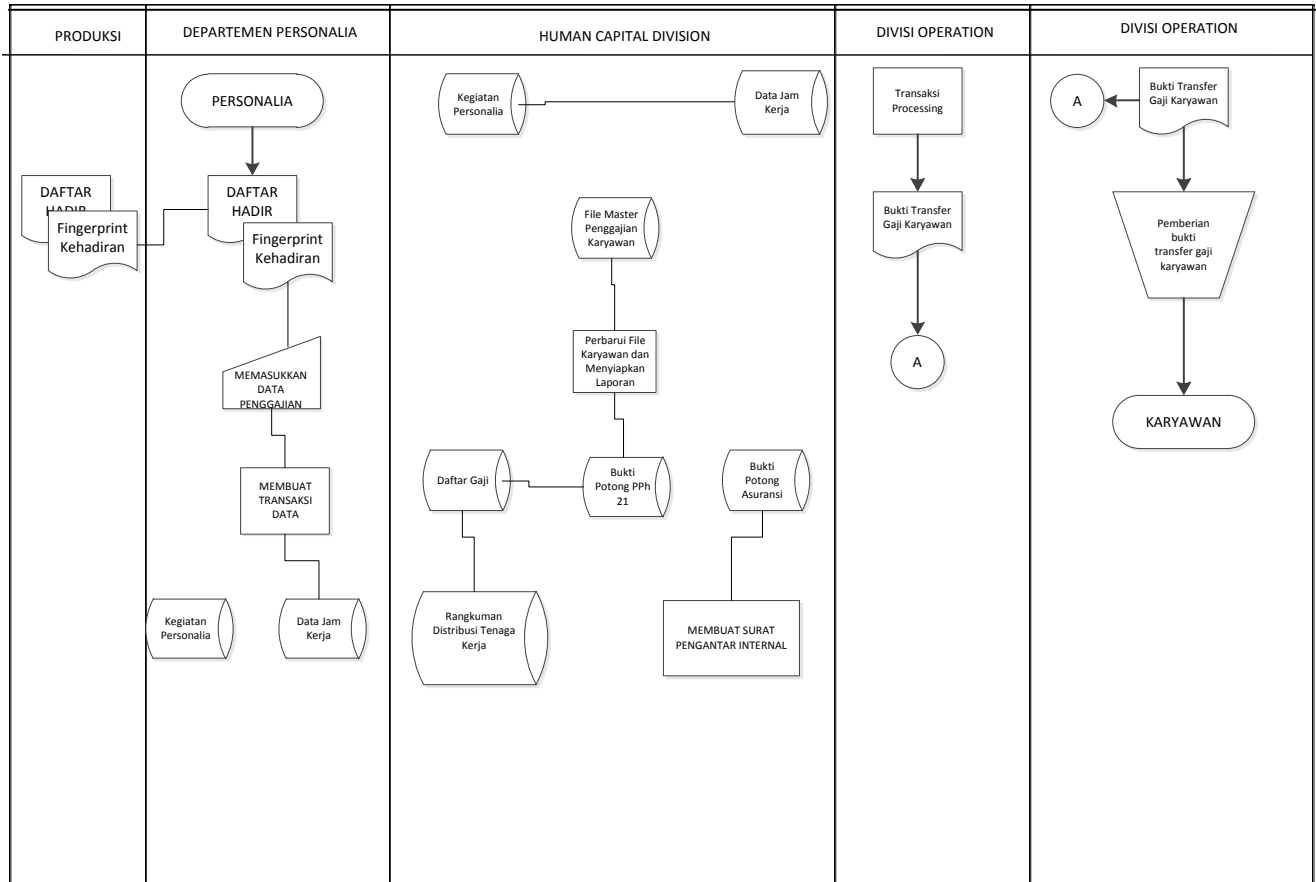 PRODUKSI
DEPARTEMEN PERSONALIA
HUMAN CAPITAL DIVISION
DIVISI OPERATION
DIVISI OPERATION
DAFTAR
HADIR
Fingerprint
Kehadiran
PERSONALIA
DAFTAR
HADIR
Fingerprint
Kehadiran
MEMASUKKAN
DATA
PENGGAJIAN
MEMBUAT
TRANSAKSI
DATA
Kegiatan
Personalia
Data Jam
Kerja
Kegiatan
Personalia
Data Jam
Kerja
File Master
Penggajian
Karyawan
Perbarui File
Karyawan dan
Menyiapkan
Laporan
Daftar Gaji
Bukti
Potong PPh
21
Bukti
Potong
Asuransi
Rangkuman
Distribusi Tenaga
Kerja
MEMBUAT SURAT
PENGANTAR INTERNAL
Transaksi
Processing
Bukti Transfer
Gaji Karyawan
A
A
Bukti Transfer
Gaji Karyawan
Pemberian
bukti
transfer gaji
karyawan
KARYAWAN